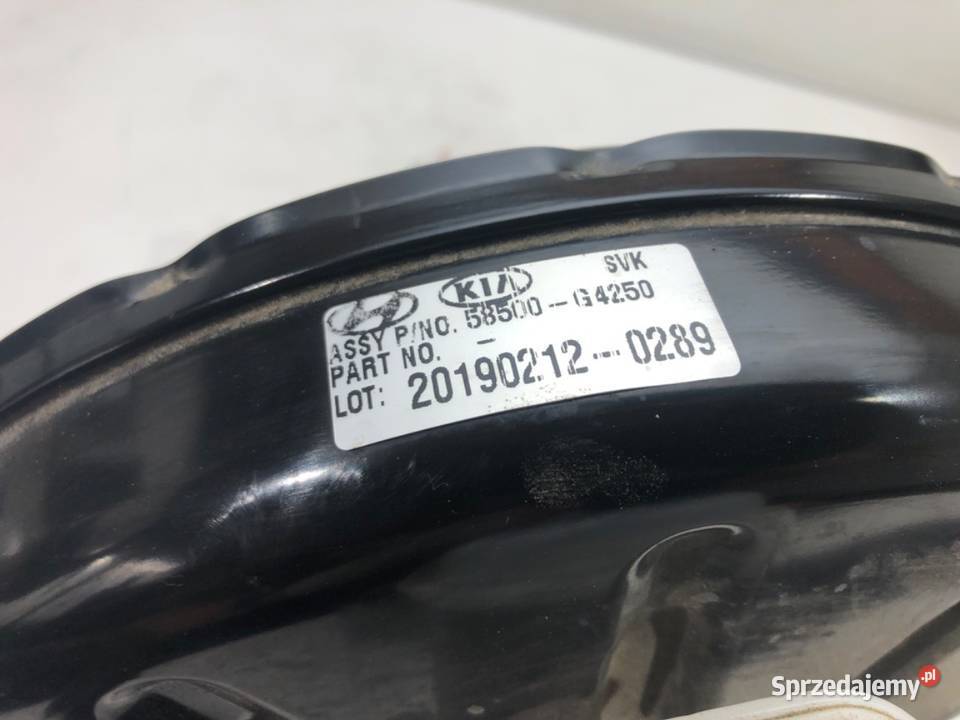 KIA SVK
ASSY P/NO. 58500-G4250
PART NO. -
LOT: 20190212-0289
Sprzedajemy.pl